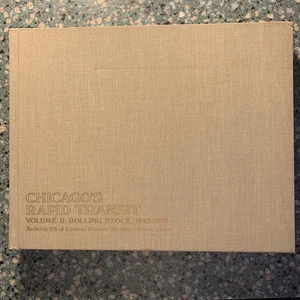 CHICAGO'S
RAPID TRANSIT
VOLUME II: ROLLING STOCK / 1947-1976
Bulletin 115 of Central Electric Railfans' Association